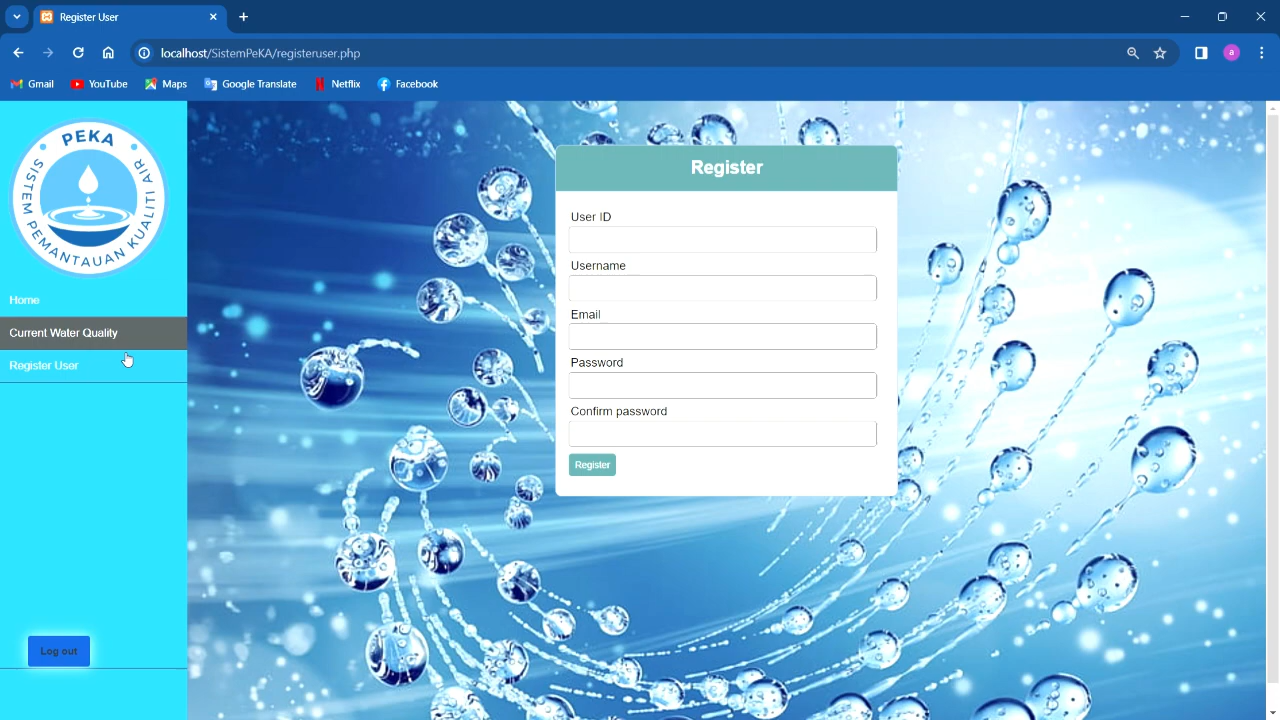 Register User
localhost/SistemPeKA/registeruser.php
a
Gmail
YouTube
Maps
Google Translate
Netflix
Facebook
PEKA
SISTEM PEMANTAUAN KUALITI AIR
Home
Current Water Quality
Register User
Log out
Register
User ID
Username
Email
Password
Confirm password
Register